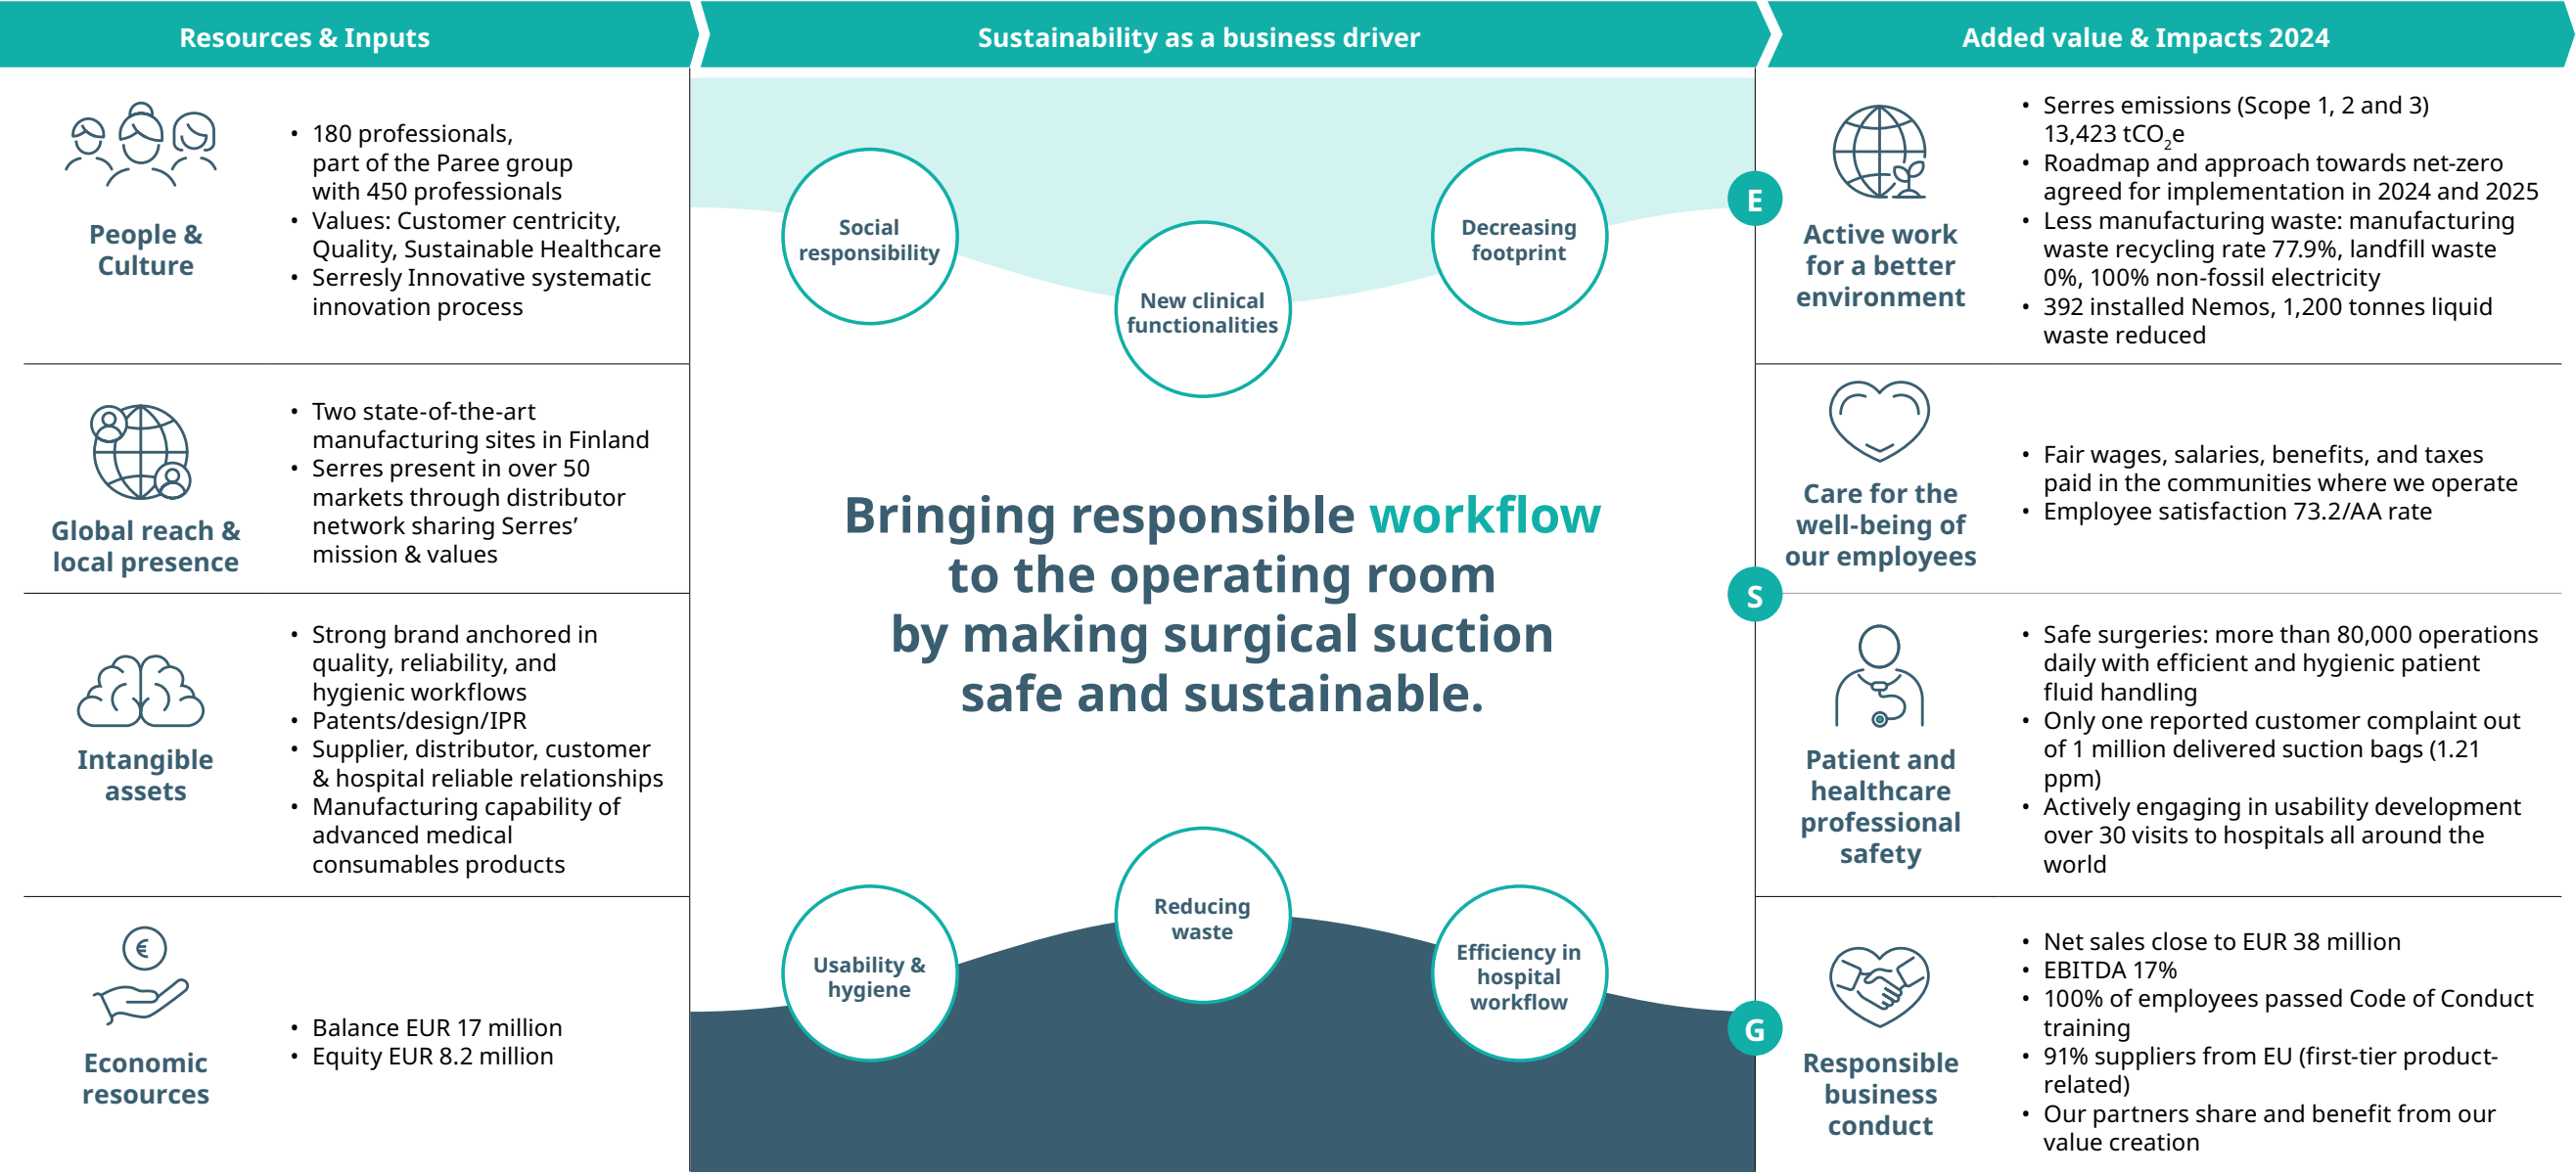 Resources & Inputs
Sustainability as a business driver
Added value & Impacts 2024
People &
Culture
• 180 professionals,
part of the Paree group
with 450 professionals
• Values: Customer centricity,
Quality, Sustainable Healthcare
• Serresly Innovative systematic
innovation process
Global reach &
local presence
• Two state-of-the-art
manufacturing sites in Finland
• Serres present in over 50
markets through distributor
network sharing Serres’
mission & values
Intangible
assets
• Strong brand anchored in
quality, reliability, and
hygienic workflows
• Patents/design/IPR
• Supplier, distributor, customer
& hospital reliable relationships
• Manufacturing capability of
advanced medical
consumables products
€
Economic
resources
• Balance EUR 17 million
• Equity EUR 8.2 million
Social
responsibility
New clinical
functionalities
Decreasing
footprint
Bringing responsible workflow
to the operating room
by making surgical suction
safe and sustainable.
Usability &
hygiene
Reducing
waste
Efficiency in
hospital
workflow
E
Active work
for a better
environment
• Serres emissions (Scope 1, 2 and 3)
13,423 tCO₂e
• Roadmap and approach towards net-zero
agreed for implementation in 2024 and 2025
• Less manufacturing waste: manufacturing
waste recycling rate 77.9%, landfill waste
0%, 100% non-fossil electricity
• 392 installed Nemos, 1,200 tonnes liquid
waste reduced
S
Care for the
well-being of
our employees
• Fair wages, salaries, benefits, and taxes
paid in the communities where we operate
• Employee satisfaction 73.2/AA rate
Patient and
healthcare
professional
safety
• Safe surgeries: more than 80,000 operations
daily with efficient and hygienic patient
fluid handling
• Only one reported customer complaint out
of 1 million delivered suction bags (1.21
ppm)
• Actively engaging in usability development
over 30 visits to hospitals all around the
world
G
Responsible
business
conduct
• Net sales close to EUR 38 million
• EBITDA 17%
• 100% of employees passed Code of Conduct
training
• 91% suppliers from EU (first-tier product-
related)
• Our partners share and benefit from our
value creation